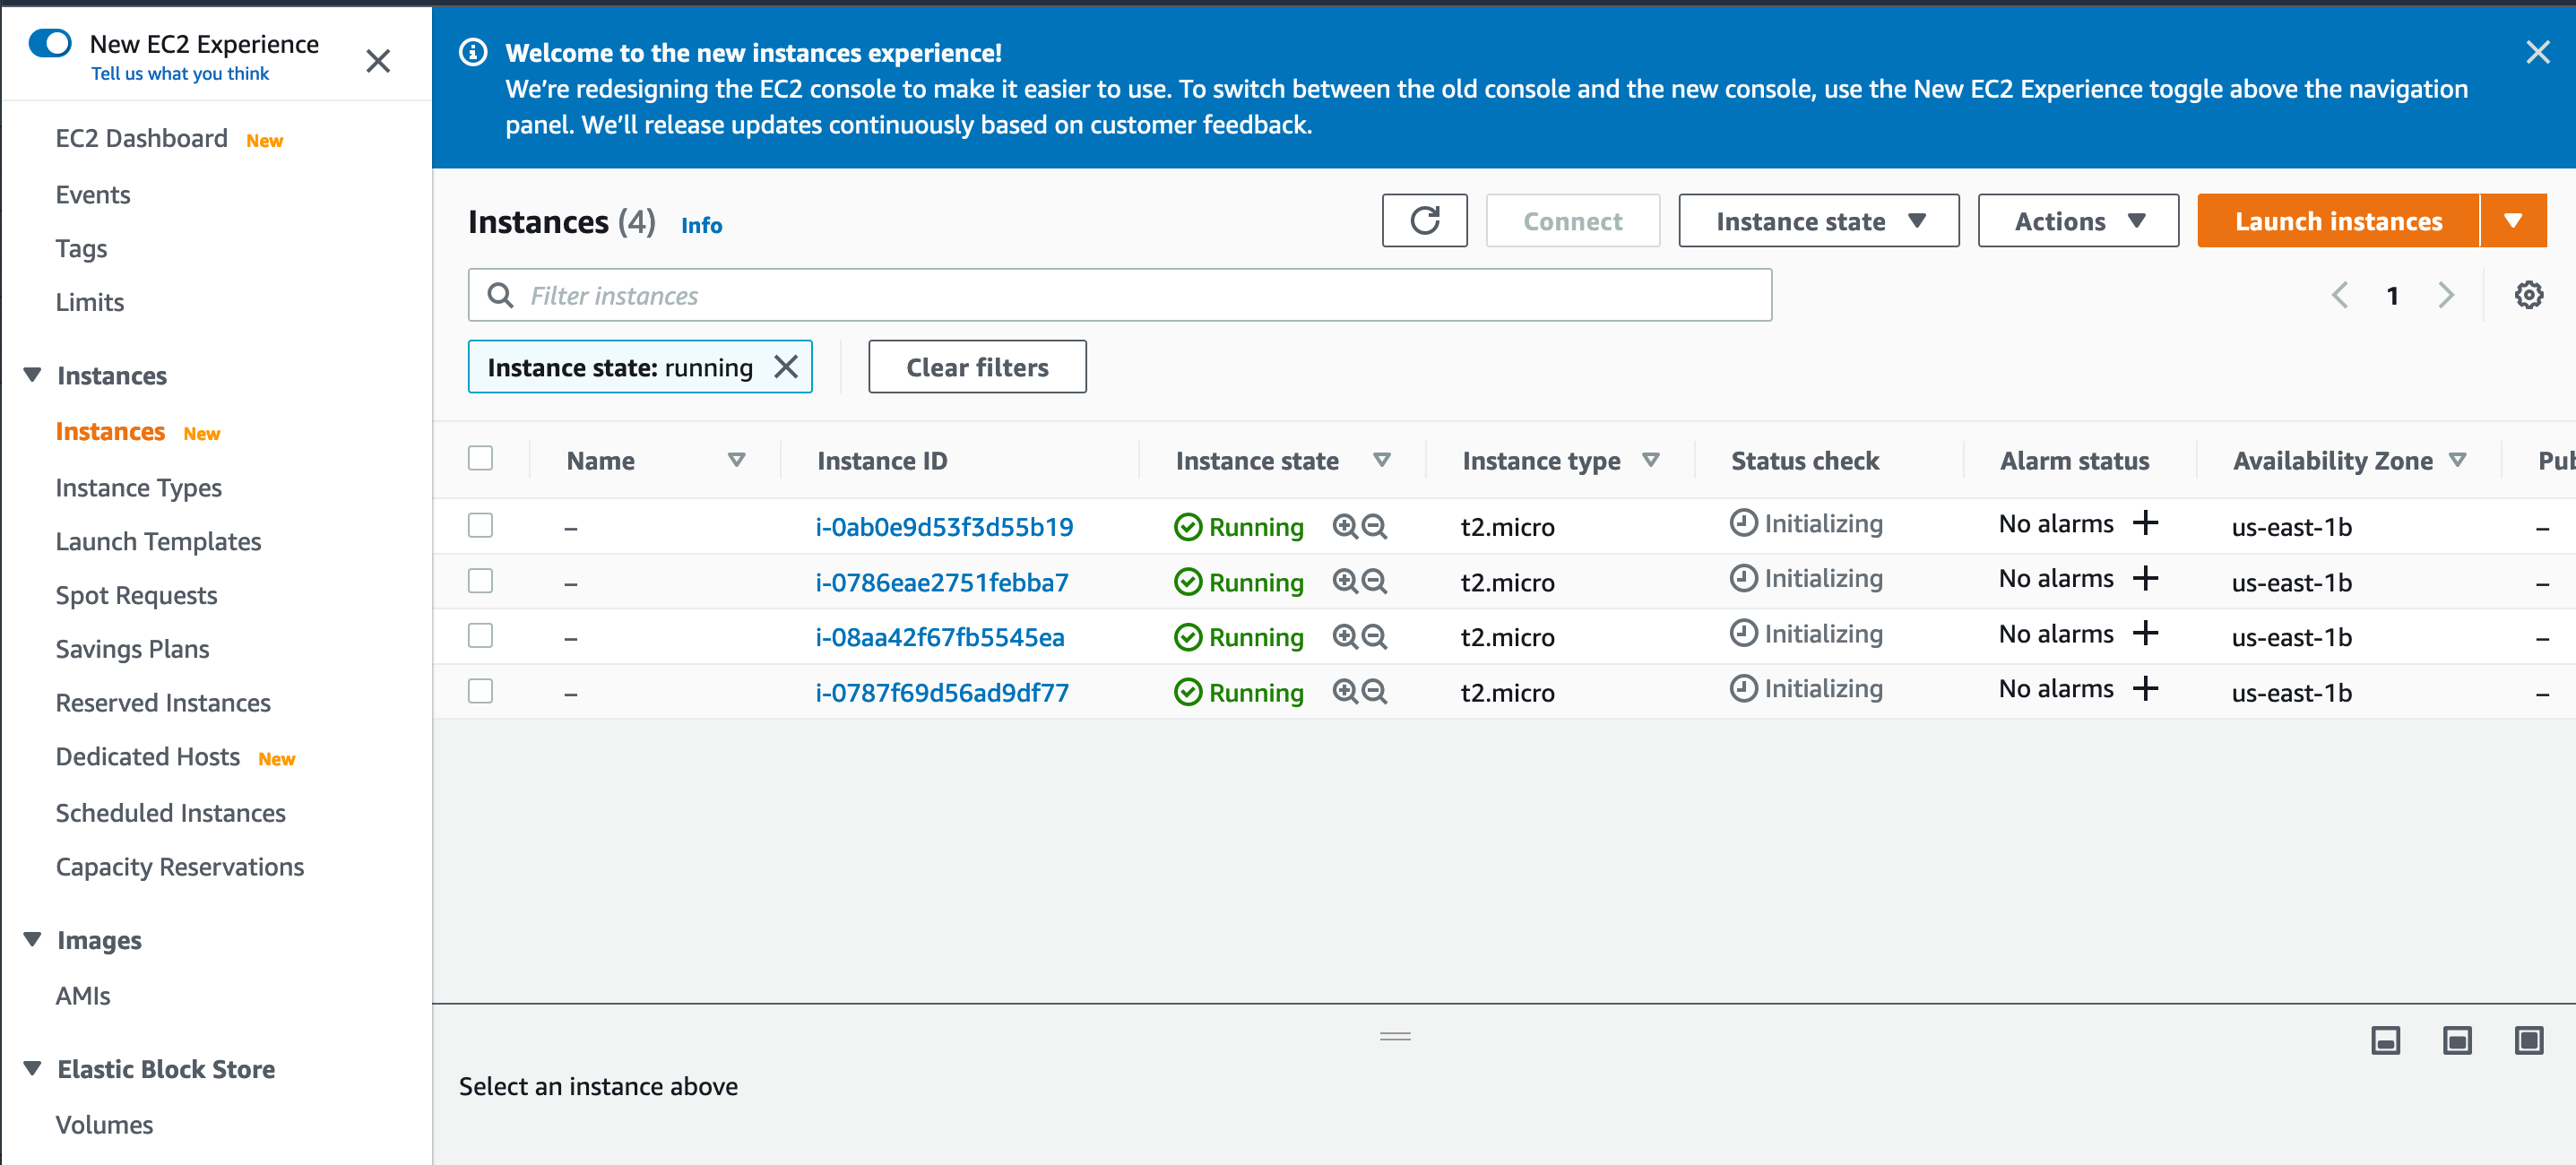 New EC2 Experience
Tell us what you think
EC2 Dashboard New
Events
Tags
Limits
Instances
Instances New
Instance Types
Launch Templates
Spot Requests
Savings Plans
Reserved Instances
Dedicated Hosts New
Scheduled Instances
Capacity Reservations
Images
AMIs
Elastic Block Store
Volumes
Welcome to the new instances experience!
We’re redesigning the EC2 console to make it easier to use. To switch between the old console and the new console, use the New EC2 Experience toggle above the navigation
panel. We’ll release updates continuously based on customer feedback.
Instances (4) Info
Connect
Instance state
Actions
Launch instances
Filter instances
1
Instance state: running
Clear filters
Name Instance ID Instance state Instance type Status check Alarm status Availability Zone Pub
– i-0ab0e9d53f3d55b19 Running t2.micro Initializing No alarms + us-east-1b –
– i-0786eae2751febba7 Running t2.micro Initializing No alarms + us-east-1b –
– i-08aa42f67fb5545ea Running t2.micro Initializing No alarms + us-east-1b –
– i-0787f69d56ad9df77 Running t2.micro Initializing No alarms + us-east-1b –
Select an instance above